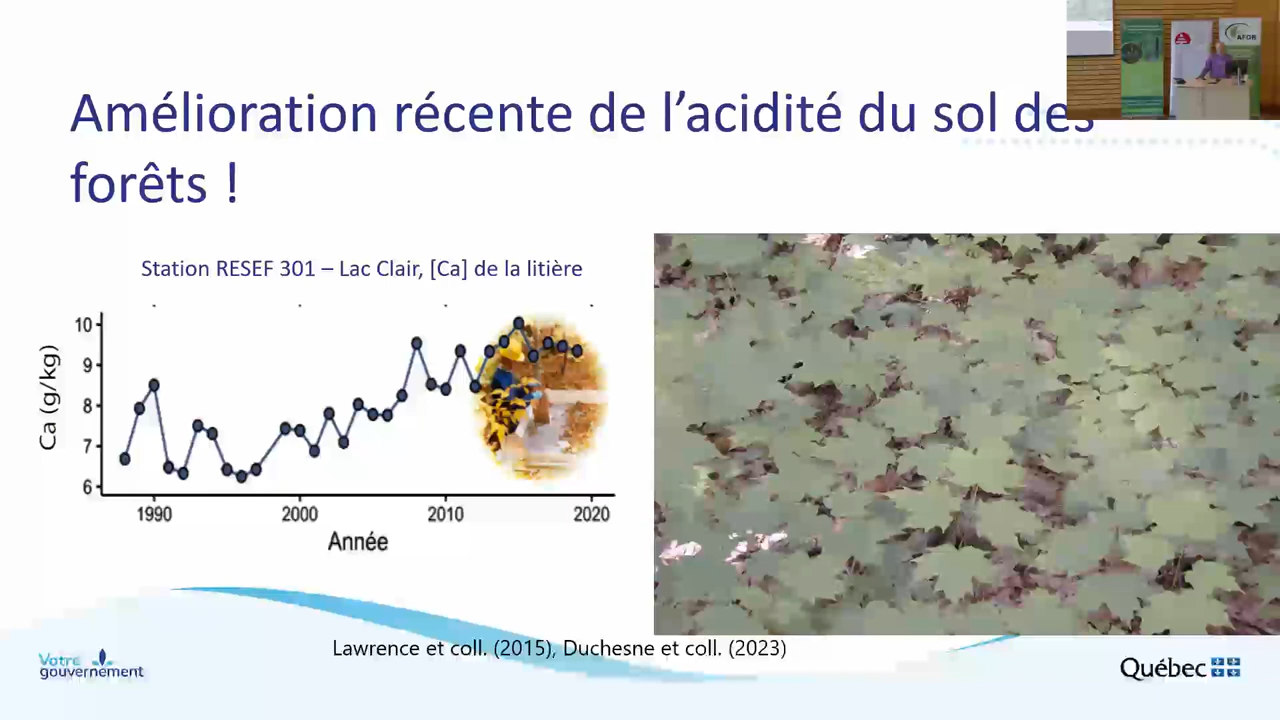 AFOR
Amélioration récente de l’acidité du sol des
forêts !
Station RESEF 301 – Lac Clair, [Ca] de la litière
Ca (g/kg)
10
9
8
7
6
1990
2000
2010
2020
Année
Lawrence et coll. (2015), Duchesne et coll. (2023)
Votre
gouvernement
Québec